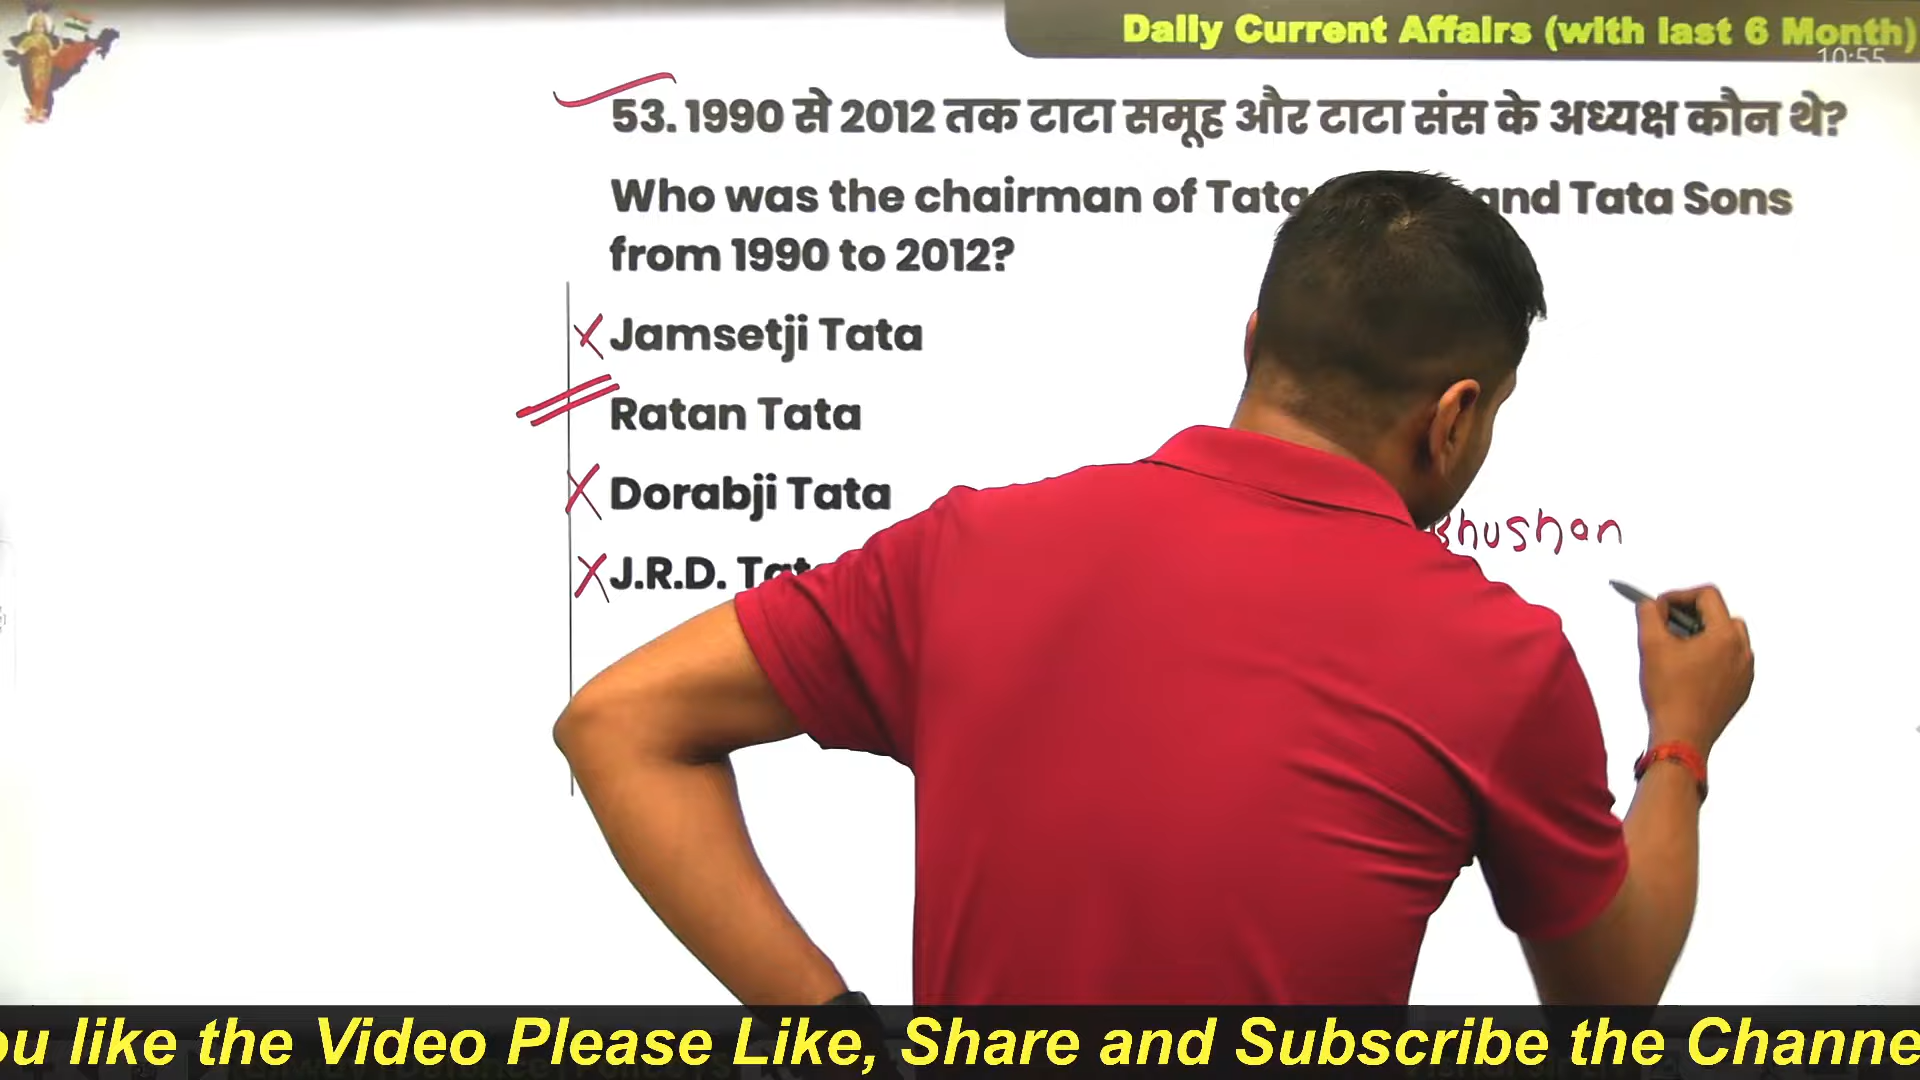 Daily Current Affairs (with last 6 Month)
10:55
53. 1990 से 2012 तक टाटा समूह और टाटा संस के अध्यक्ष कौन थे?
Who was the chairman of Tata and Tata Sons
from 1990 to 2012?
Jamsetji Tata
Ratan Tata
Dorabji Tata
J.R.D. Tata
Bhushan
ou like the Video Please Like, Share and Subscribe the Channe